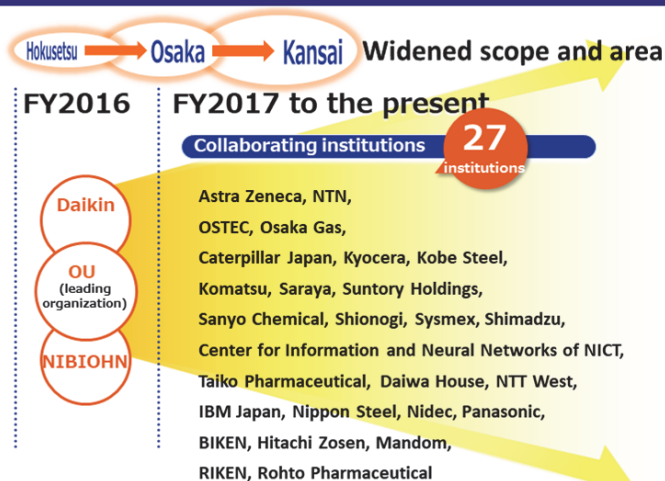 Hokusetsu Osaka Kansai Widened scope and area
FY2016 FY2017 to the present
Collaborating institutions 27
institutions
Daikin
OU
(leading
organization)
NIBIOHN
Astra Zeneca, NTN,
OSTEC, Osaka Gas,
Caterpillar Japan, Kyocera, Kobe Steel,
Komatsu, Saraya, Suntory Holdings,
Sanyo Chemical, Shionogi, Sysmex, Shimadzu,
Center for Information and Neural Networks of NICT,
Taiko Pharmaceutical, Daiwa House, NTT West,
IBM Japan, Nippon Steel, Nidec, Panasonic,
BIKEN, Hitachi Zosen, Mandom,
RIKEN, Rohto Pharmaceutical